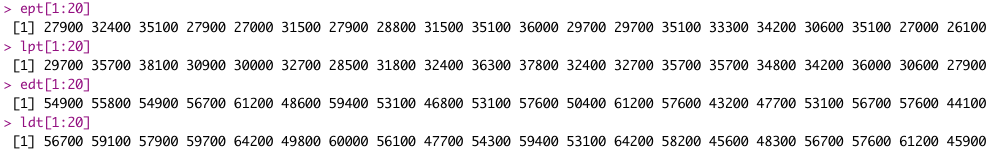 > ept[1:20]
[1] 27900 32400 35100 27900 27000 31500 27900 28800 31500 35100 36000 29700 29700 35100 33300 34200 30600 35100 27000 26100
> lpt[1:20]
[1] 29700 35700 38100 30900 30000 32700 28500 31800 32400 36300 37800 32400 32700 35700 35700 34800 34200 36000 30600 27900
> edt[1:20]
[1] 54900 55800 54900 56700 61200 48600 59400 53100 46800 53100 57600 50400 61200 57600 43200 47700 53100 56700 57600 44100
> ldt[1:20]
[1] 56700 59100 57900 59700 64200 49800 60000 56100 47700 54300 59400 53100 64200 58200 45600 48300 56700 57600 61200 45900